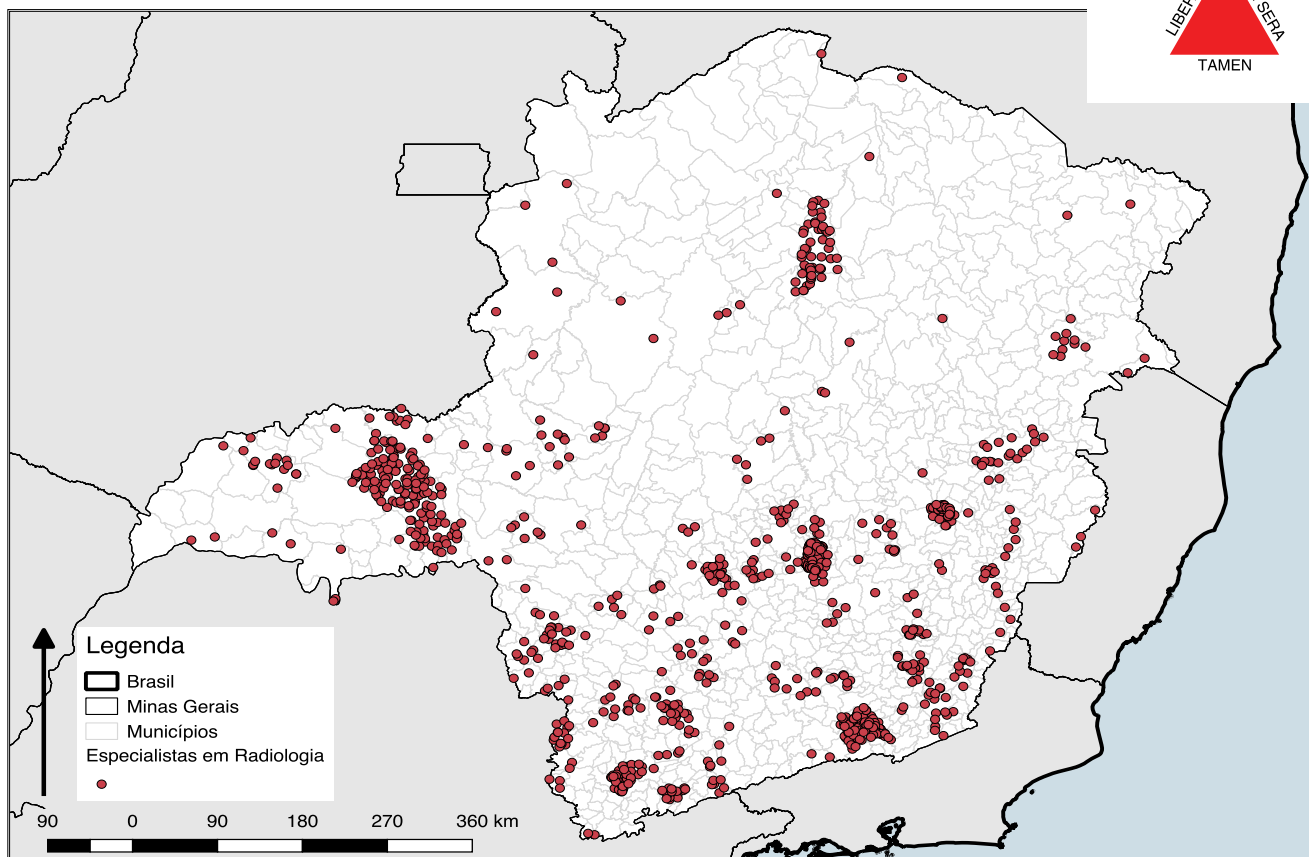 LIBER
SERA
TAMEN
Legenda
Brasil
Minas Gerais
Municípios
Especialistas em Radiologia
90 0 90 180 270 360 km